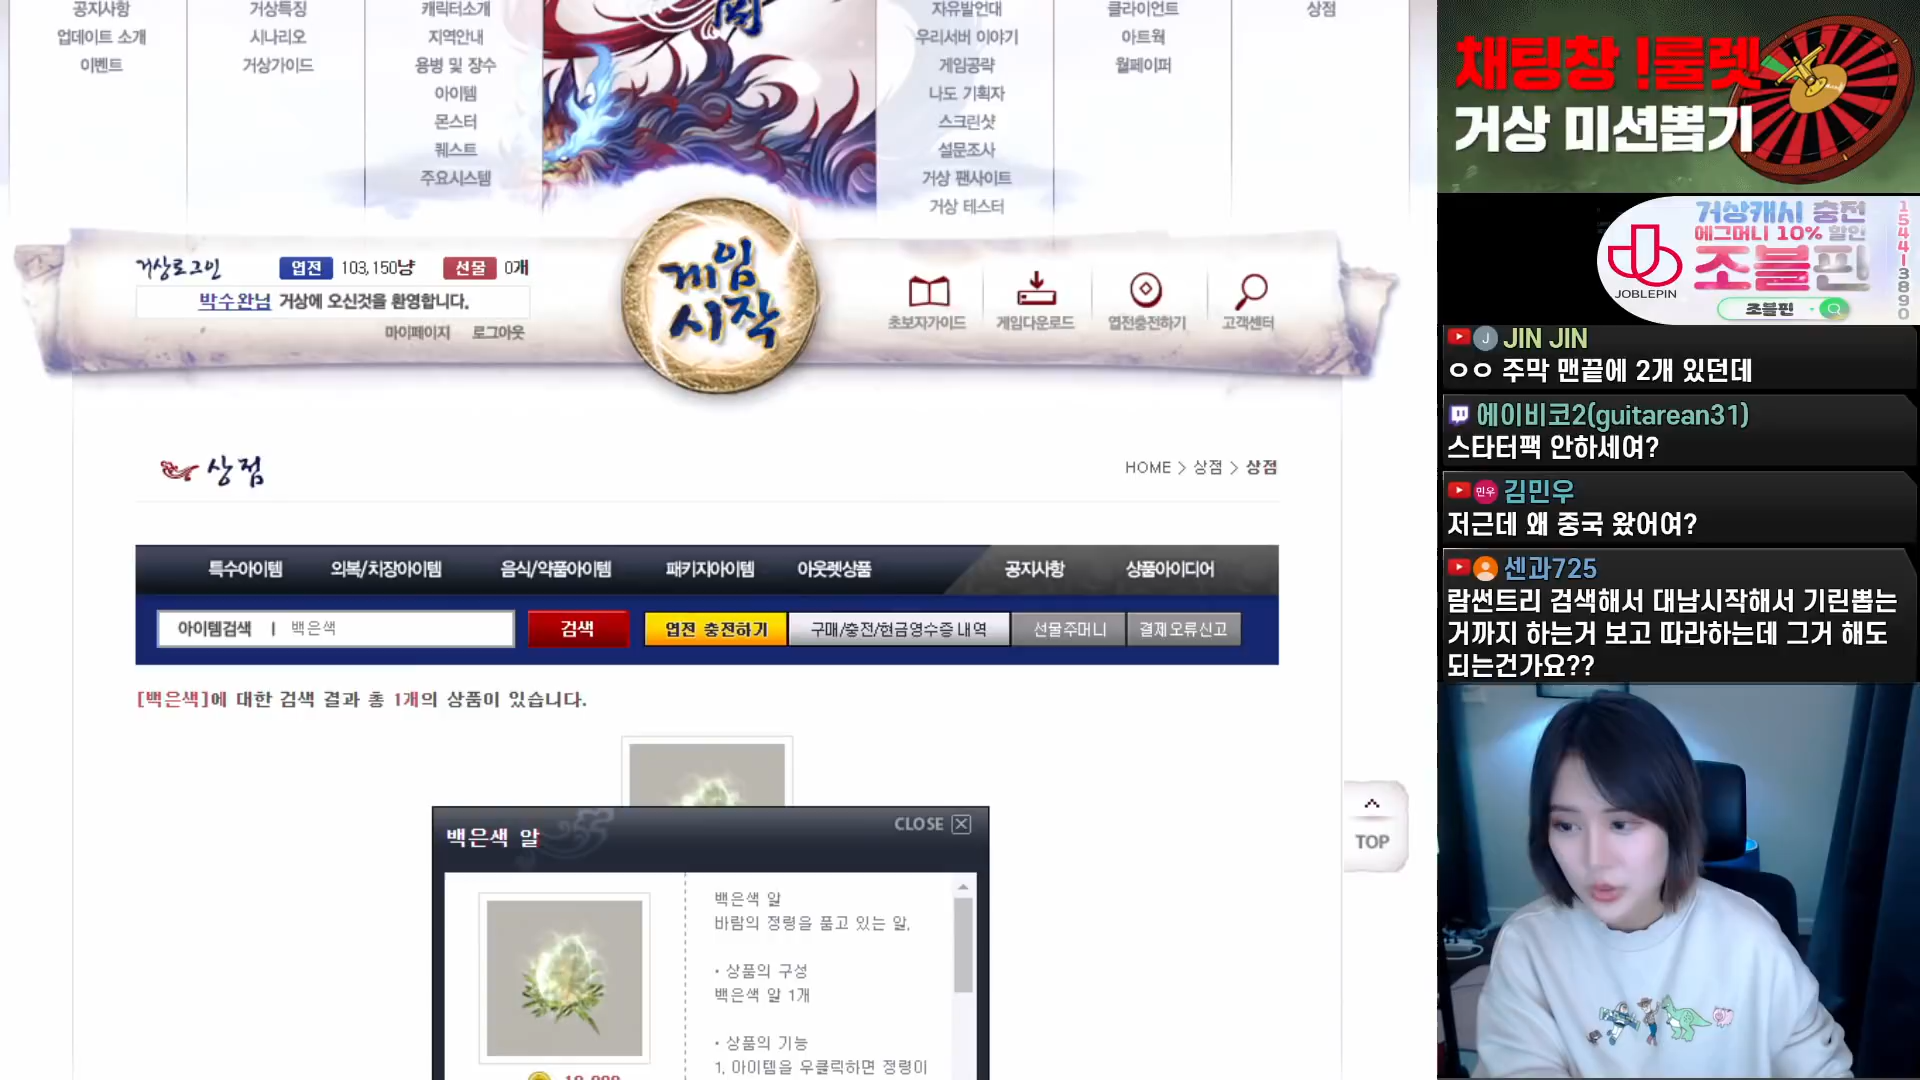 공지사항
업데이트 소개
이벤트
거상특징
시나리오
거상가이드
캐릭터소개
지역안내
용병 및 장수
아이템
몬스터
퀘스트
주요시스템
자유발언대
우리서버 이야기
게임공략
나도 기획자
스크린샷
설문조사
거상 팬사이트
거상 테스터
클라이언트
아트웍
월페이퍼
상점
거상로그인
엽전 103,150냥 선물 0개
박수완님 거상에 오신것을 환영합니다.
마이페이지 로그아웃
게임
시작
초보자가이드 게임다운로드 엽전충전하기 고객센터
상점
HOME > 상점 > 상점
특수아이템 의복/치장아이템 음식/약품아이템 패키지아이템 아웃렛상품 공지사항 상품아이디어
아이템검색 | 백은색 검색 엽전 충전하기 구매/충전/현금영수증 내역 선물주머니 결제오류신고
[백은색]에 대한 검색 결과 총 1개의 상품이 있습니다.
TOP
백은색 알
CLOSE
백은색 알
바람의 정령을 품고 있는 알.
• 상품의 구성
백은색 알 1개
• 상품의 기능
1. 아이템을 우클릭하면 정령이
채팅창 !룰렛
거상 미션뽑기
거상캐시 충전
에그머니 10% 할인
조블핀
JOBLEPIN
조블핀
1544-3890
J JIN JIN
ㅇㅇ 주막 맨끝에 2개 있던데
에이비코2(guitarean31)
스타터팩 안하세여?
민우 김민우
저근데 왜 중국 왔어여?
센과725
람썬트리 검색해서 대남시작해서 기린뽑는
거까지 하는거 보고 따라하는데 그거 해도
되는건가요??